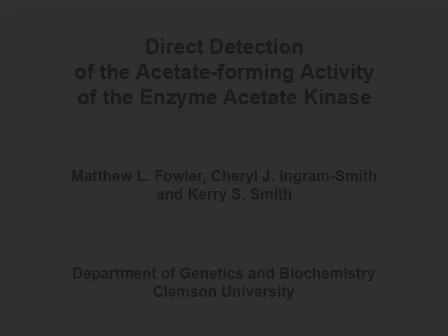 Direct Detection
of the Acetate-forming Activity
of the Enzyme Acetate Kinase
Matthew L. Fowler, Cheryl J. Ingram-Smith
and Kerry S. Smith
Department of Genetics and Biochemistry
Clemson University